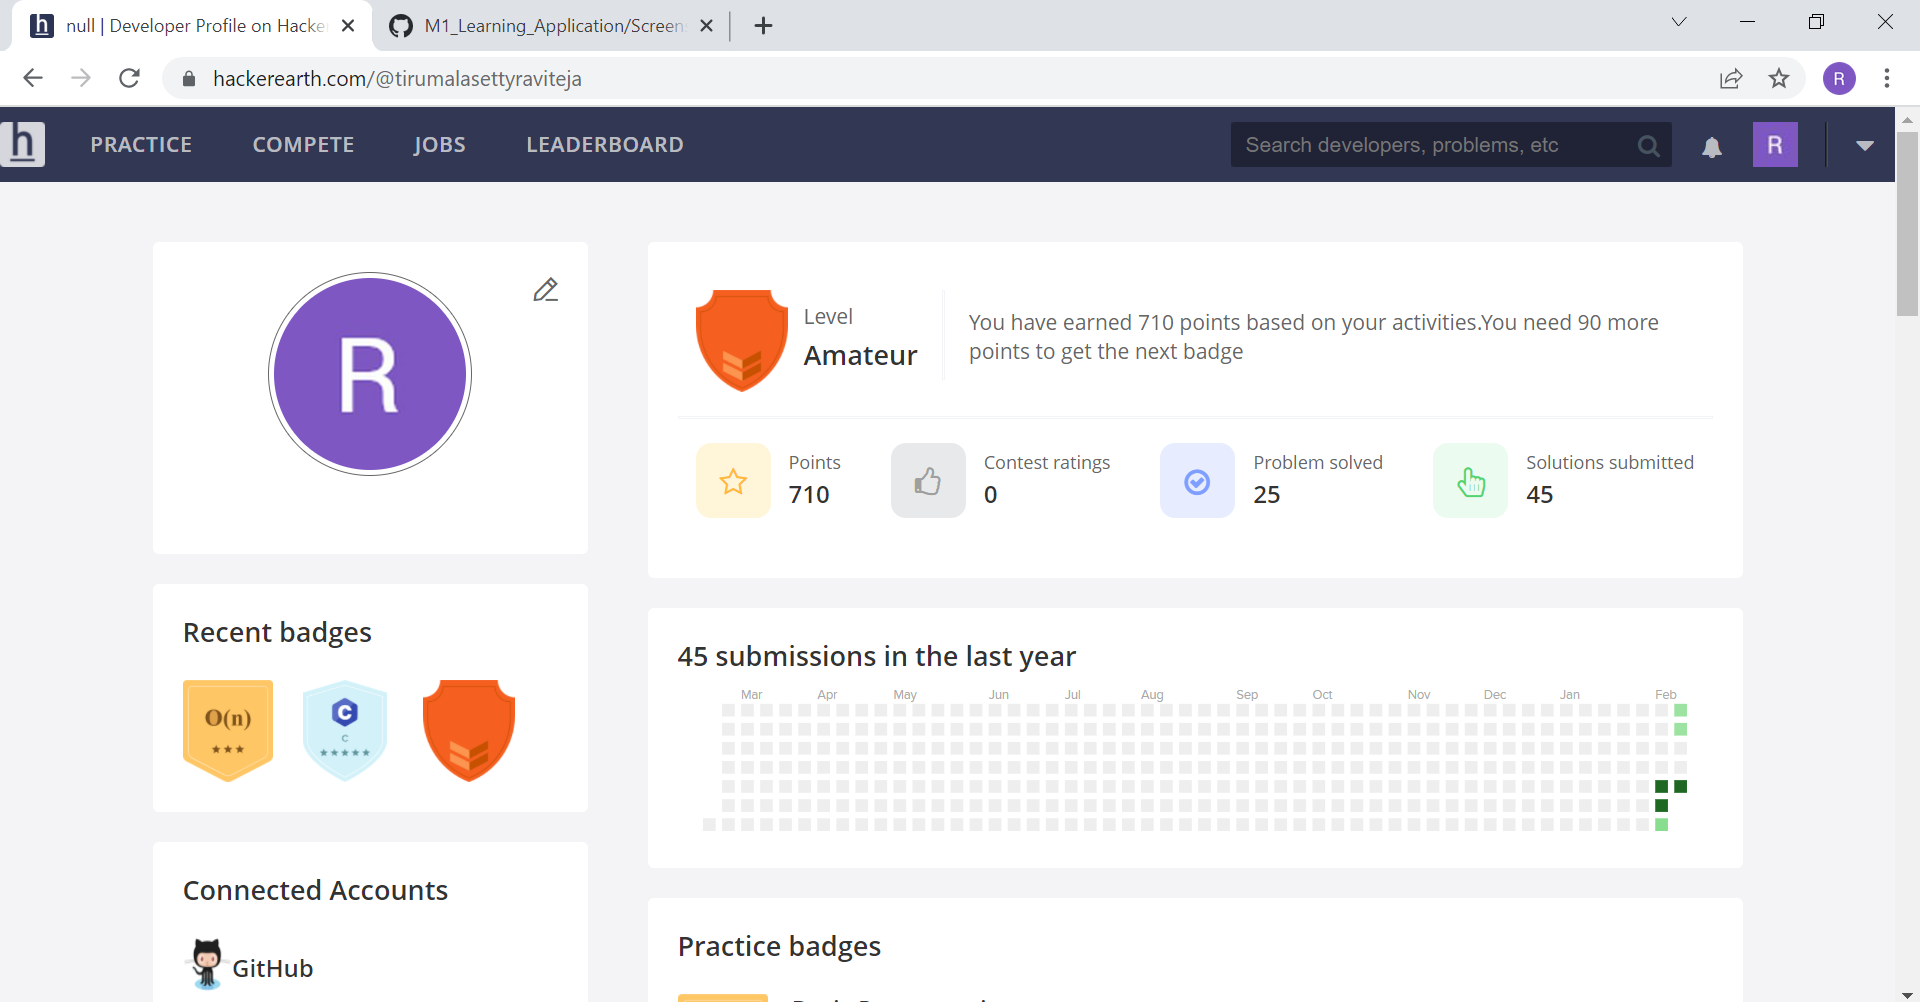 null | Developer Profile on Hacke
M1_Learning_Application/Screen
hackerearth.com/@tirumalasettyraviteja
R
h
PRACTICE
COMPETE
JOBS
LEADERBOARD
Search developers, problems, etc
R
R
Level
Amateur
You have earned 710 points based on your activities.You need 90 more
points to get the next badge
Points
710
Contest ratings
0
Problem solved
25
Solutions submitted
45
Recent badges
O(n)
C
C
45 submissions in the last year
Mar Apr May Jun Jul Aug Sep Oct Nov Dec Jan Feb
Connected Accounts
GitHub
Practice badges